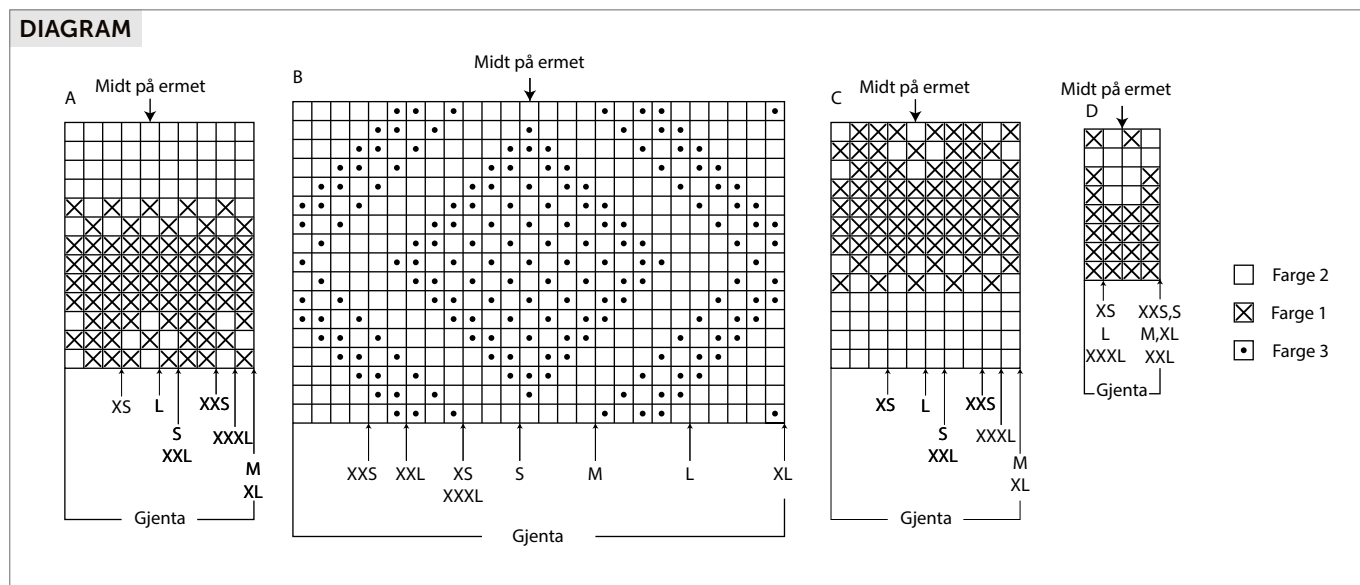 DIAGRAM
A
Midt på ermet
XS
L
S
XXL
XXS
XXXL
M
XL
Gjenta
B
Midt på ermet
XXS
XXL
XS
XXXL
S
M
L
XL
Gjenta
C
Midt på ermet
XS
L
S
XXL
XXS
XXXL
M
XL
Gjenta
Midt på ermet
D
XS
L
XXXL
XXS,S
M,XL
XXL
Gjenta
Farge 2
Farge 1
Farge 3